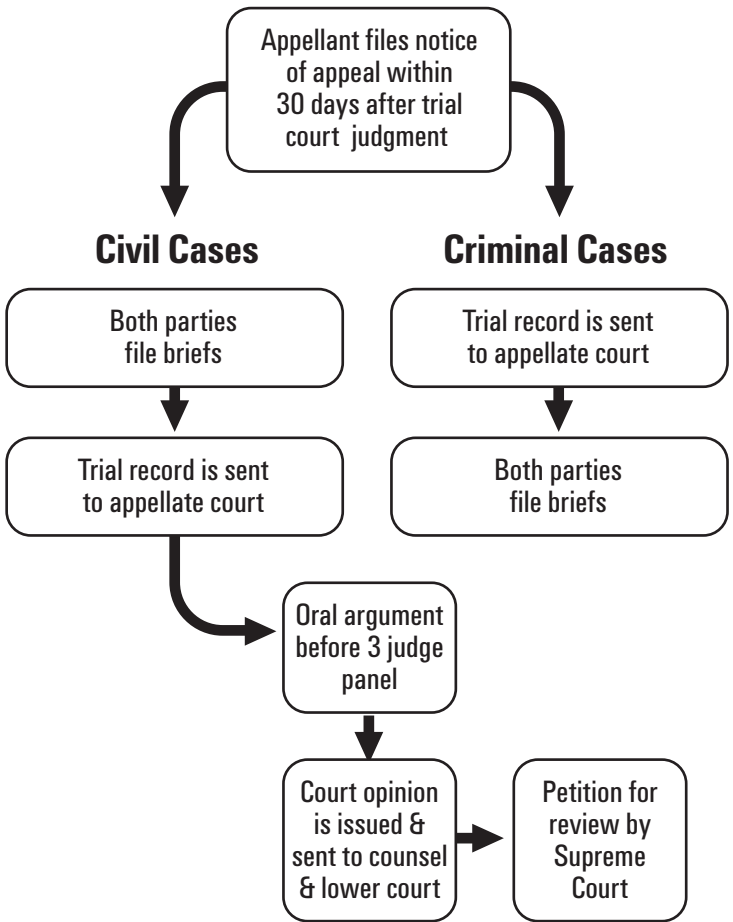 Appellant files notice
of appeal within
30 days after trial
court judgment
Civil Cases
Both parties
file briefs
Trial record is sent
to appellate court
Criminal Cases
Trial record is sent
to appellate court
Both parties
file briefs
Oral argument
before 3 judge
panel
Court opinion
is issued &
sent to counsel
& lower court
Petition for
review by
Supreme
Court